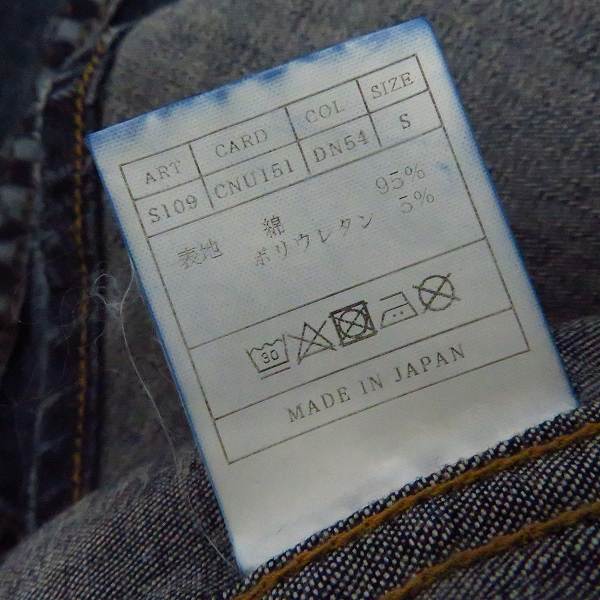 ART CARD COL SIZE
S109 CNU151 DN54 S
表地 綿 95%
ポリウレタン 5%
30
MADE IN JAPAN